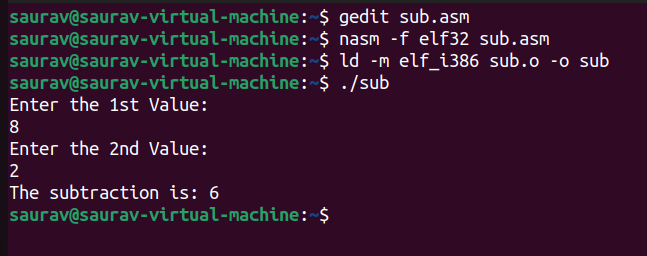 saurav@saurav-virtual-machine:~$ gedit sub.asm
saurav@saurav-virtual-machine:~$ nasm -f elf32 sub.asm
saurav@saurav-virtual-machine:~$ ld -m elf_i386 sub.o -o sub
saurav@saurav-virtual-machine:~$ ./sub
Enter the 1st Value:
8
Enter the 2nd Value:
2
The subtraction is: 6
saurav@saurav-virtual-machine:~$